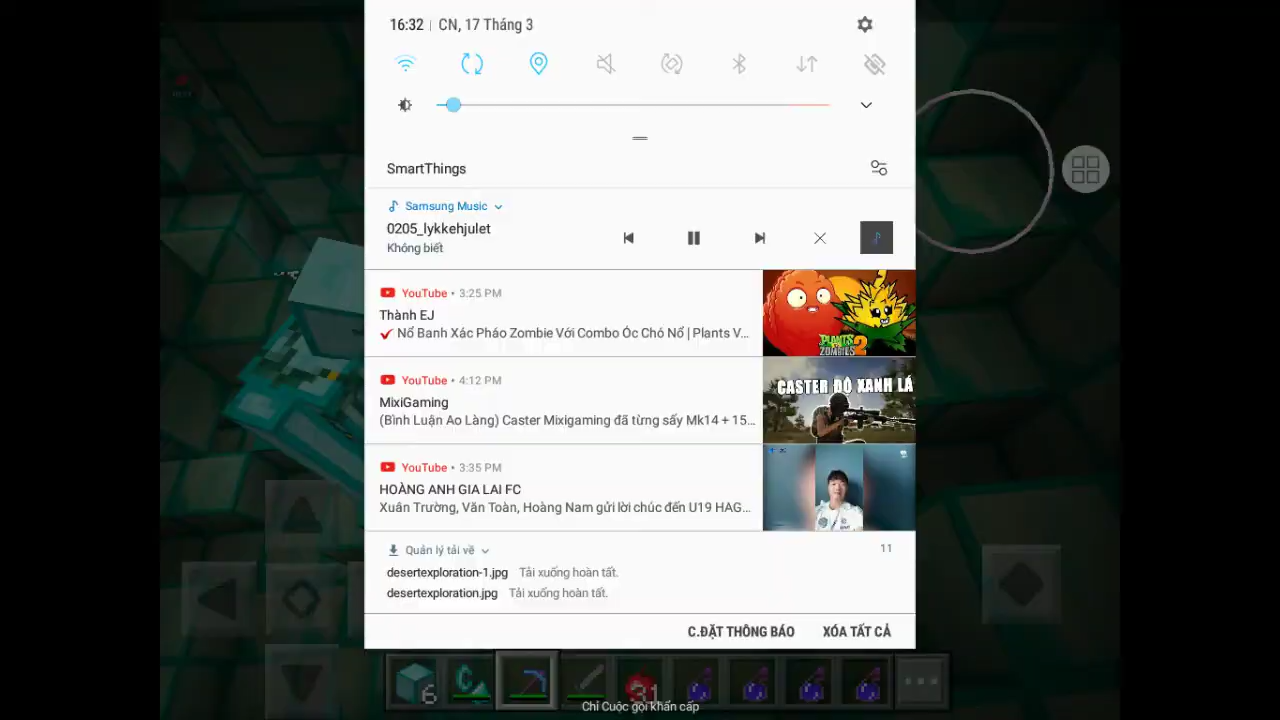 16:32 | CN, 17 Tháng 3
SmartThings
Samsung Music
0205_lykkehjulet
Không biết
YouTube • 3:25 PM
Thành EJ
Nổ Banh Xác Pháo Zombie Với Combo Óc Chó Nổ | Plants V...
PLANTS VS ZOMBIES 2
YouTube • 4:12 PM
MixiGaming
(Bình Luận Ao Làng) Caster Mixigaming đã từng sấy Mk14 + 15...
CASTER ĐỘ XANH LÁ
YouTube • 3:35 PM
HOÀNG ANH GIA LAI FC
Xuân Trường, Văn Toàn, Hoàng Nam gửi lời chúc đến U19 HAG...
Quản lý tải về
11
desertexploration-1.jpg Tải xuống hoàn tất.
desertexploration.jpg Tải xuống hoàn tất.
C.ĐẶT THÔNG BÁO XÓA TẤT CẢ
6
31
Chỉ Cuộc gọi khẩn cấp